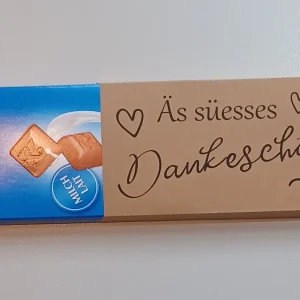 Äs süesses
Dankeschö
MILCH
LAIT